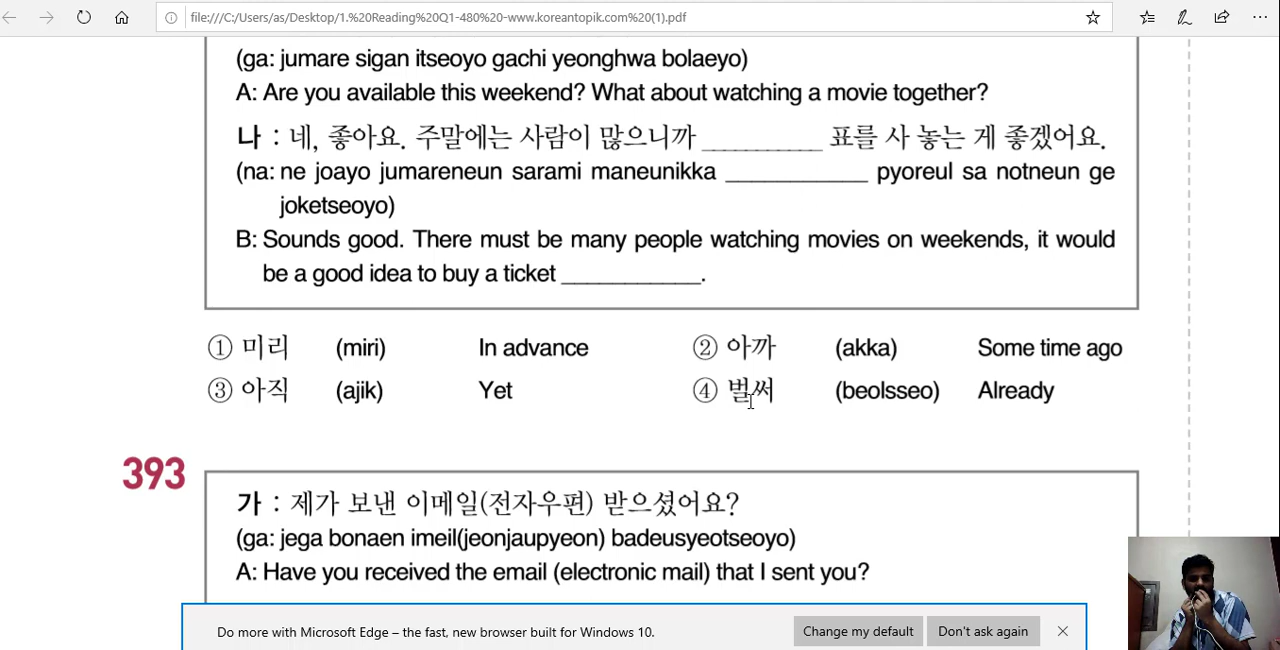 file:///C:/Users/as/Desktop/1.%20Reading%20Q1-480%20-www.koreantopik.com%20(1).pdf
(ga: jumare sigan itseoyo gachi yeonghwa bolaeyo)
A: Are you available this weekend? What about watching a movie together?
나 : 네, 좋아요. 주말에는 사람이 많으니까 __________ 표를 사 놓는 게 좋겠어요.
(na: ne joayo jumareneun sarami maneunikka ____________ pyoreul sa notneun ge
joketseoyo)
B: Sounds good. There must be many people watching movies on weekends, it would
be a good idea to buy a ticket ____________.
① 미리 (miri) In advance ② 아까 (akka) Some time ago
③ 아직 (ajik) Yet ④ 벌써 (beolsseo) Already
393
가 : 제가 보낸 이메일(전자우편) 받으셨어요?
(ga: jega bonaen imeil(jeonjaupyeon) badeusyeotseoyo)
A: Have you received the email (electronic mail) that I sent you?
Do more with Microsoft Edge – the fast, new browser built for Windows 10. Change my default Don't ask again